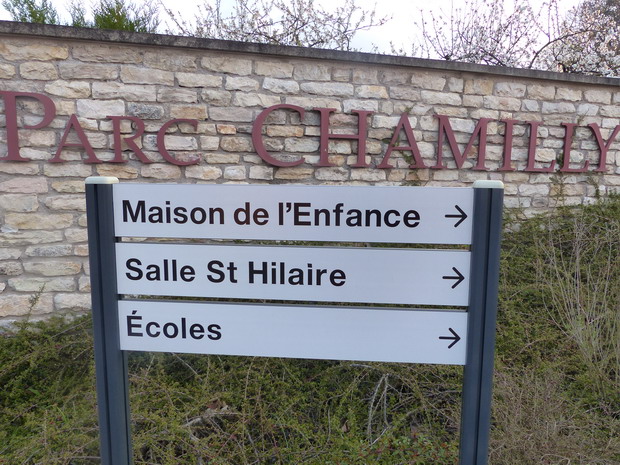 PARC CHAMILLY
Maison de l'Enfance →
Salle St Hilaire →
Écoles →